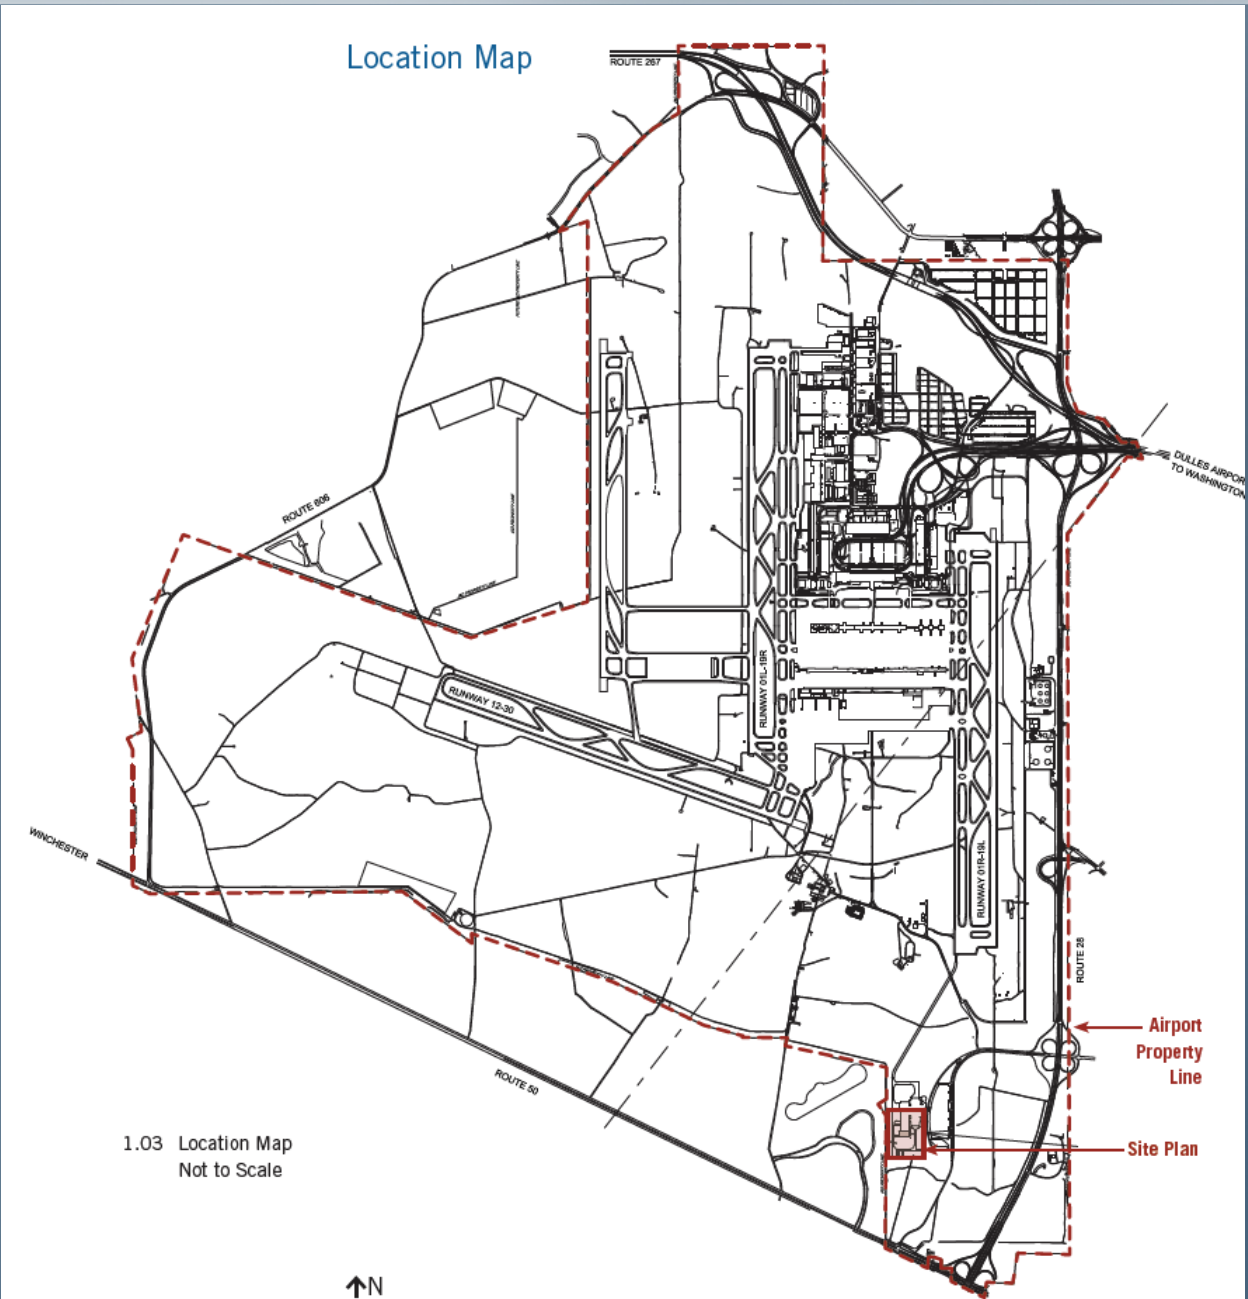 Location Map
ROUTE 267
DULLES AIRPOR
TO WASHINGTON
ROUTE 606
RUNWAY 01L-19R
RUNWAY 12-30
WINCHESTER
RUNWAY 01R-19L
ROUTE 28
Airport
Property
Line
ROUTE 50
1.03 Location Map
Not to Scale
Site Plan
N